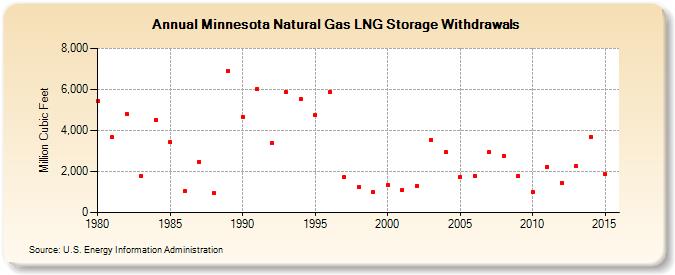 Annual Minnesota Natural Gas LNG Storage Withdrawals
Million Cubic Feet
8,000
6,000
4,000
2,000
0
1980 1985 1990 1995 2000 2005 2010 2015
Source: U.S. Energy Information Administration